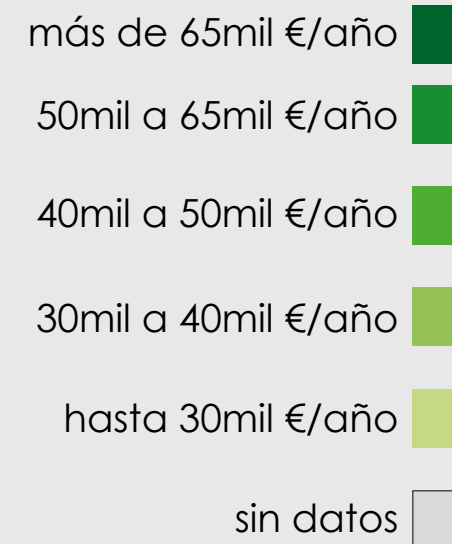 más de 65mil €/año
50mil a 65mil €/año
40mil a 50mil €/año
30mil a 40mil €/año
hasta 30mil €/año
sin datos